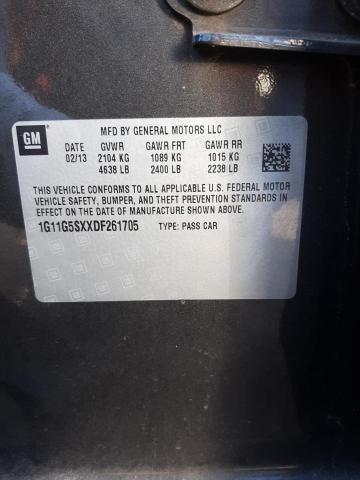 GM
MFD BY GENERAL MOTORS LLC
DATE GVWR GAWR FRT GAWR RR
02/13 2104 KG 1089 KG 1015 KG
4638 LB 2400 LB 2238 LB
THIS VEHICLE CONFORMS TO ALL APPLICABLE U.S. FEDERAL MOTOR
VEHICLE SAFETY, BUMPER, AND THEFT PREVENTION STANDARDS
IN EFFECT ON THE DATE OF MANUFACTURE SHOWN ABOVE.
1G11G5SXXDF261705 TYPE: PASS CAR